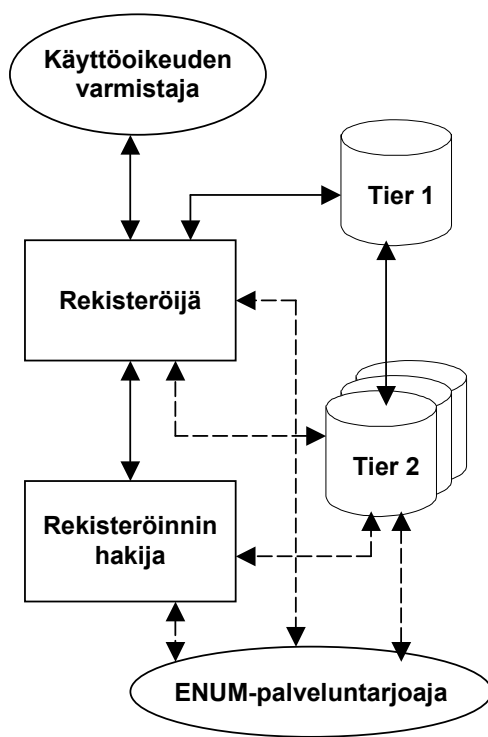 Käyttöoikeuden
varmistaja
Tier 1
Rekisteröijä
Tier 2
Rekisteröinnin
hakija
ENUM-palveluntarjoaja